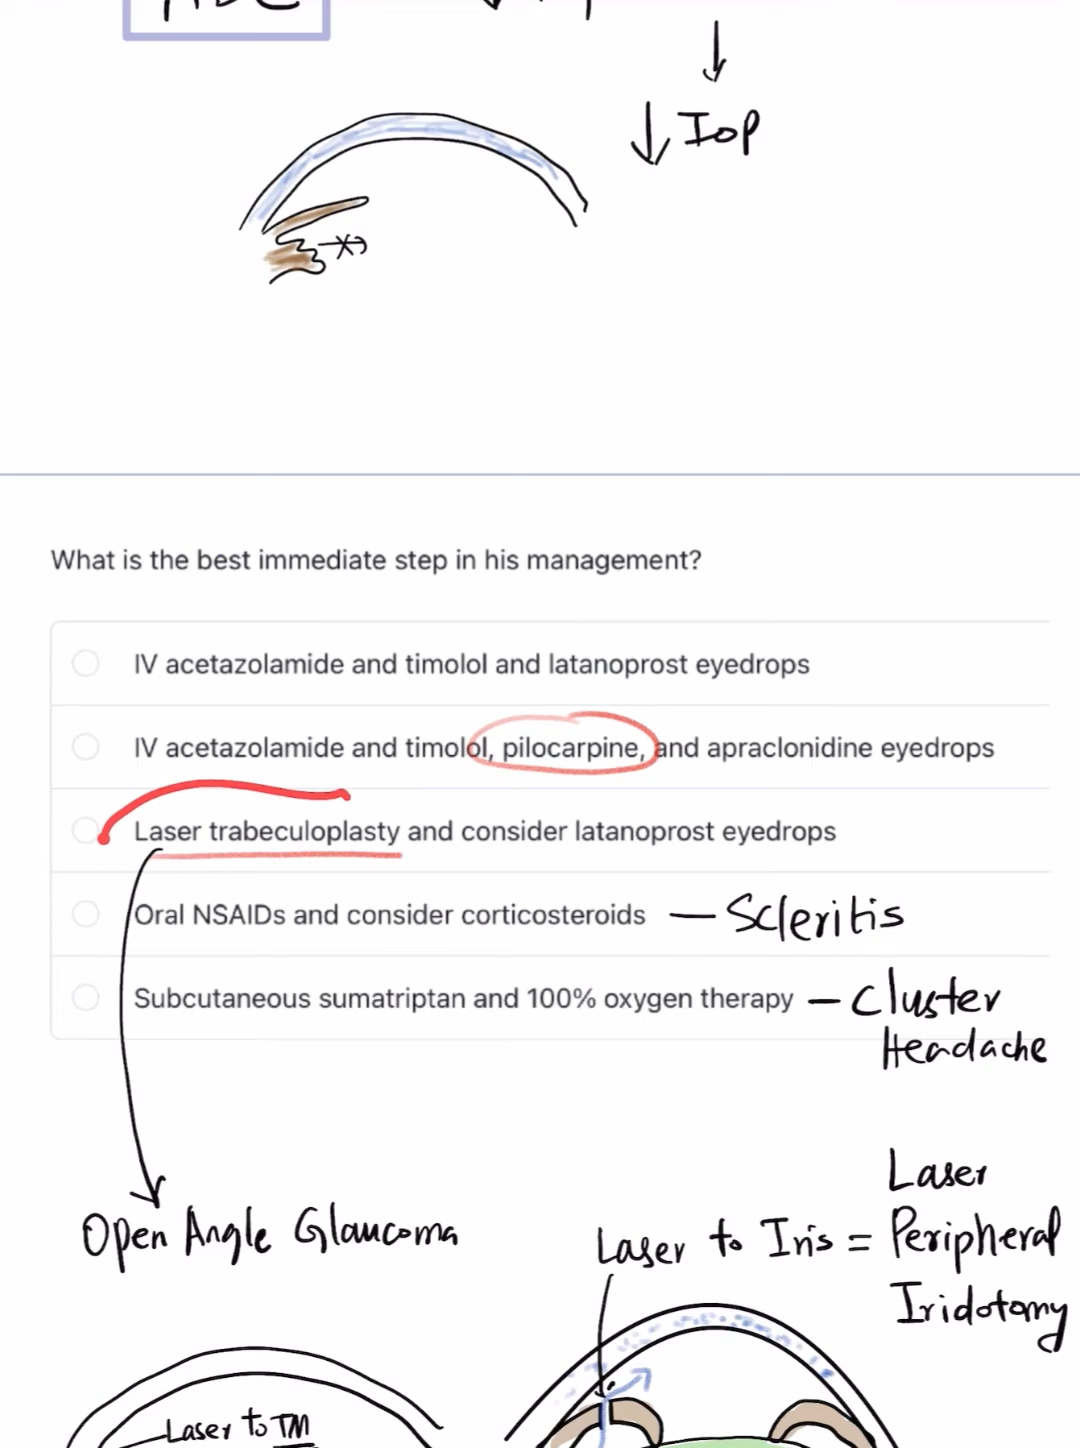 ↓ IOP
What is the best immediate step in his management?
IV acetazolamide and timolol and latanoprost eyedrops
IV acetazolamide and timolol, pilocarpine, and apraclonidine eyedrops
Laser trabeculoplasty and consider latanoprost eyedrops
Oral NSAIDs and consider corticosteroids — Scleritis
Subcutaneous sumatriptan and 100% oxygen therapy — Cluster
Headache
Open Angle Glaucoma
Laser to Iris = Laser
Peripheral
Iridotomy
Laser to TM